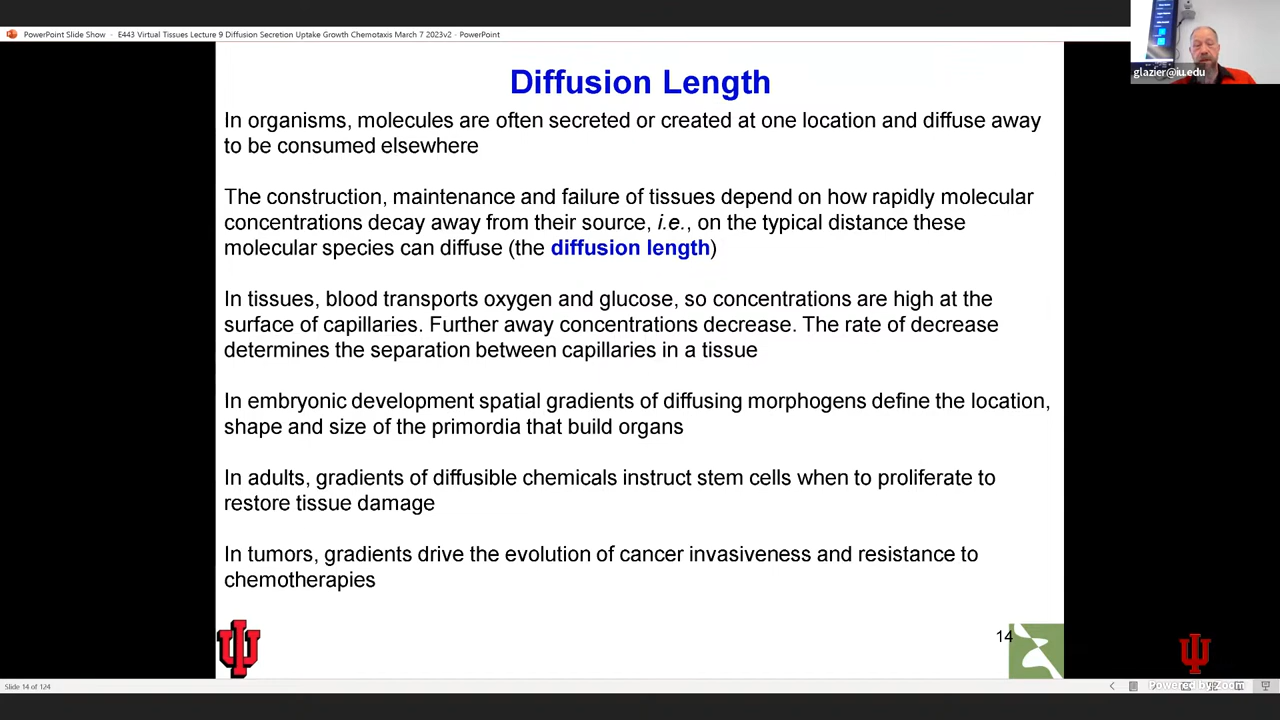 PowerPoint Slide Show - E443 Virtual Tissues Lecture 9 Diffusion Secretion Uptake Growth Chemotaxis March 7 2023v2 - PowerPoint
glazier@iu.edu
Diffusion Length
In organisms, molecules are often secreted or created at one location and diffuse away
to be consumed elsewhere
The construction, maintenance and failure of tissues depend on how rapidly molecular
concentrations decay away from their source, i.e., on the typical distance these
molecular species can diffuse (the diffusion length)
In tissues, blood transports oxygen and glucose, so concentrations are high at the
surface of capillaries. Further away concentrations decrease. The rate of decrease
determines the separation between capillaries in a tissue
In embryonic development spatial gradients of diffusing morphogens define the location,
shape and size of the primordia that build organs
In adults, gradients of diffusible chemicals instruct stem cells when to proliferate to
restore tissue damage
In tumors, gradients drive the evolution of cancer invasiveness and resistance to
chemotherapies
14
Slide 14 of 124
Powered by Zoom